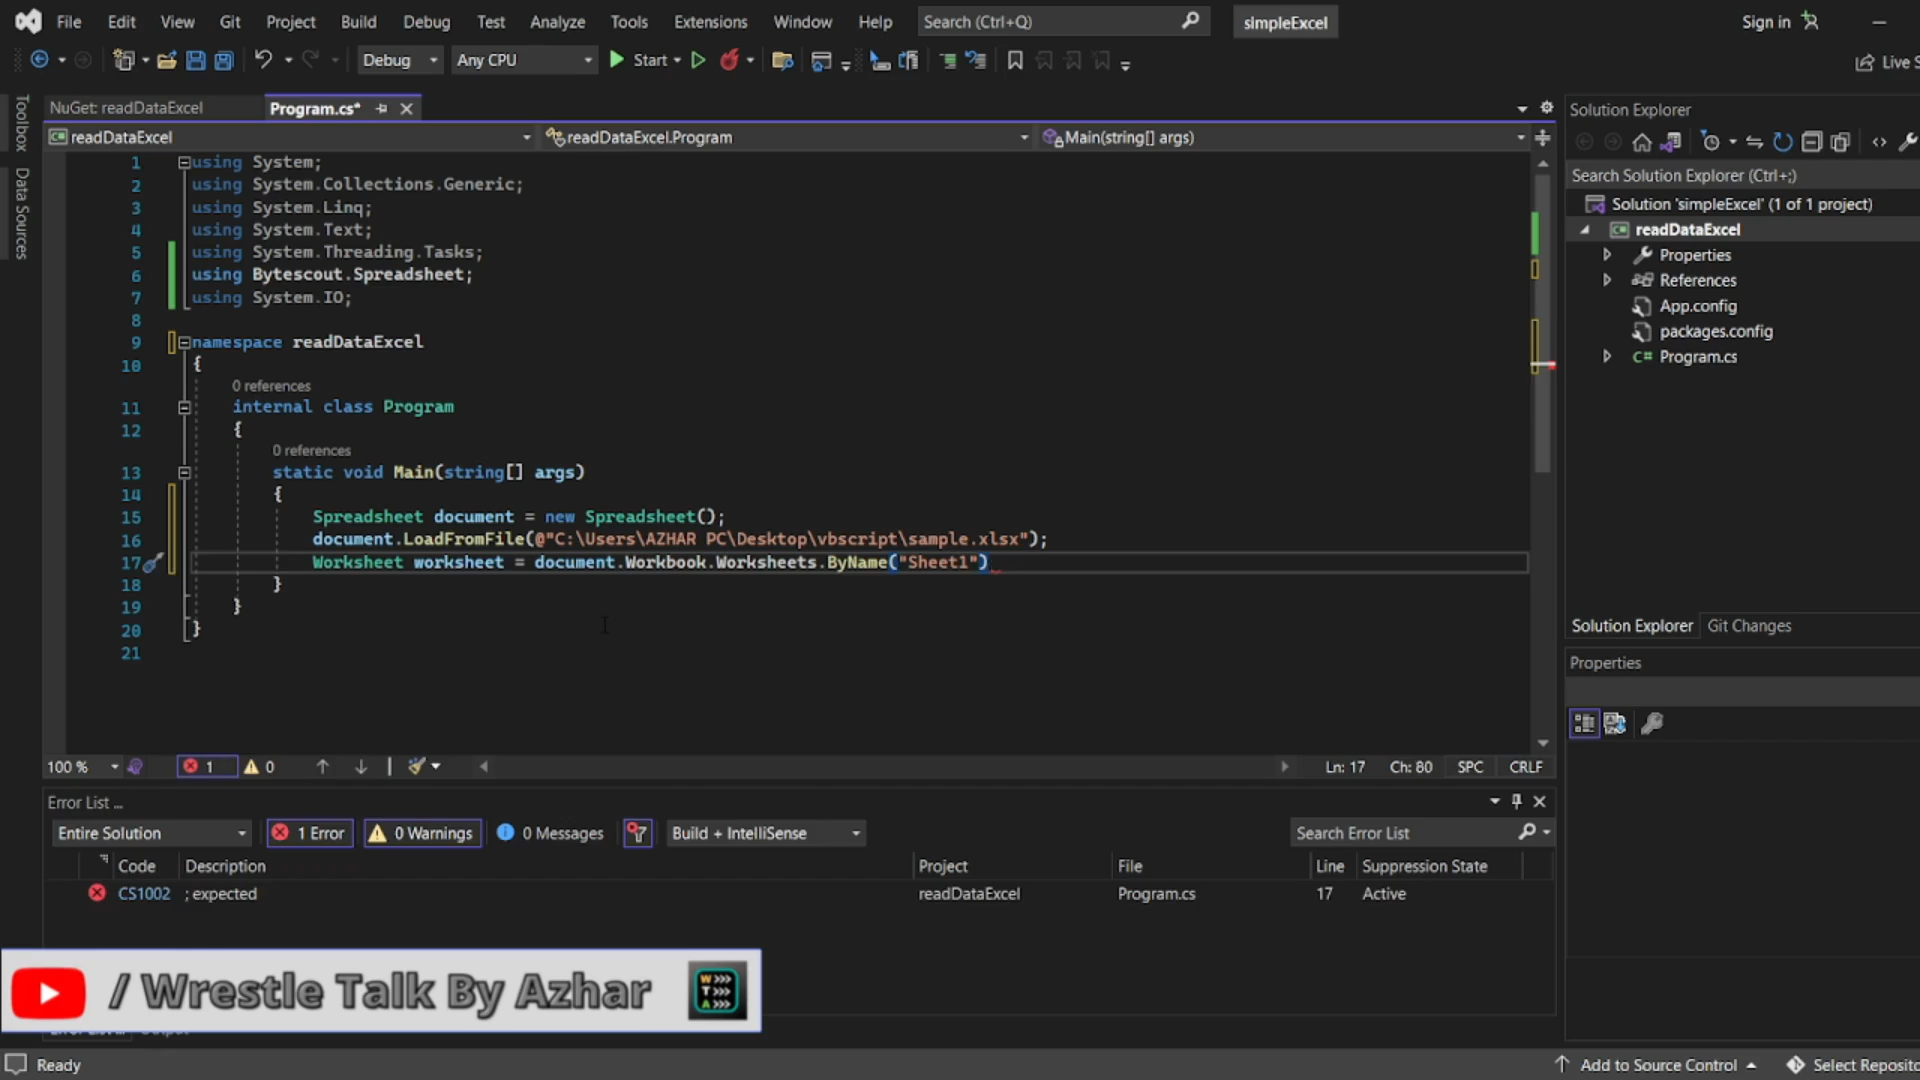 File Edit View Git Project Build Debug Test Analyze Tools Extensions Window Help Search (Ctrl+Q) simpleExcel Sign in
Debug Any CPU Start Live S
NuGet: readDataExcel Program.cs*
readDataExcel readDataExcel.Program Main(string[] args)
Toolbox
Data Sources
1 using System;
2 using System.Collections.Generic;
3 using System.Linq;
4 using System.Text;
5 using System.Threading.Tasks;
6 using Bytescout.Spreadsheet;
7 using System.IO;
8
9 namespace readDataExcel
10 {
0 references
11 internal class Program
12 {
0 references
13 static void Main(string[] args)
14 {
15 Spreadsheet document = new Spreadsheet();
16 document.LoadFromFile(@"C:\Users\AZHAR PC\Desktop\vbscript\sample.xlsx");
17 Worksheet worksheet = document.Workbook.Worksheets.ByName("Sheet1")
18 }
19 }
20 }
21
100 % 1 0 Ln: 17 Ch: 80 SPC CRLF
Solution Explorer
Search Solution Explorer (Ctrl+;)
Solution 'simpleExcel' (1 of 1 project)
readDataExcel
Properties
References
App.config
packages.config
C# Program.cs
Solution Explorer Git Changes
Properties
Error List ...
Entire Solution 1 Error 0 Warnings 0 Messages Build + IntelliSense Search Error List
Code Description Project File Line Suppression State
CS1002 ; expected readDataExcel Program.cs 17 Active
/ Wrestle Talk By Azhar
W >>>
T >>>
A >>>
Ready Add to Source Control Select Reposito